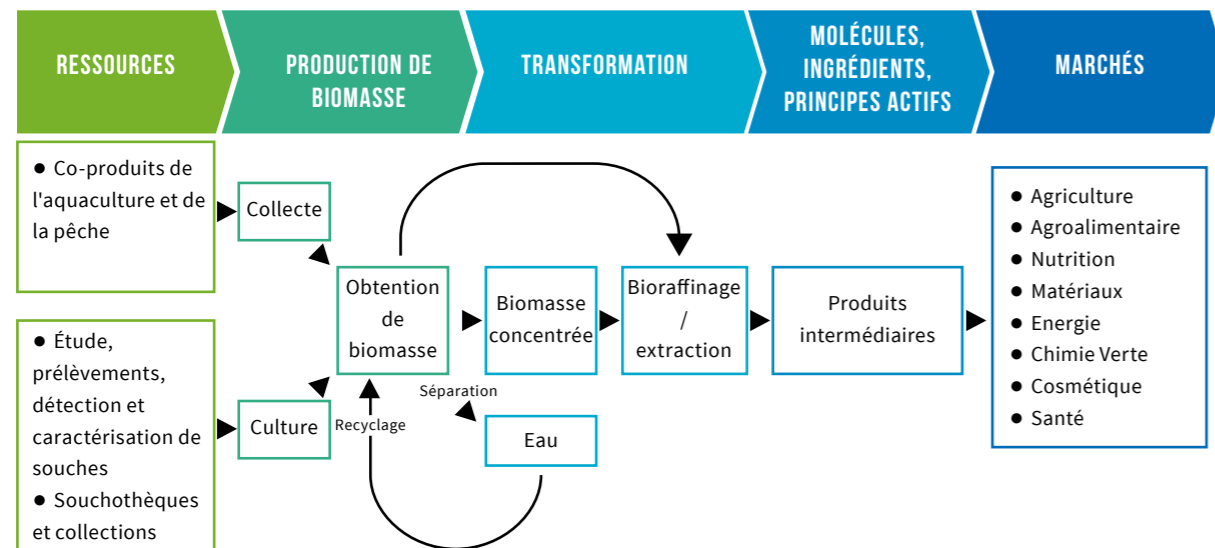 RESSOURCES
PRODUCTION DE
BIOMASSE
TRANSFORMATION
MOLÉCULES,
INGRÉDIENTS,
PRINCIPES ACTIFS
MARCHÉS
● Co-produits de
l'aquaculture et de
la pêche
● Étude,
prélèvements,
détection et
caractérisation de
souches
● Souchothèques
et collections
Collecte
Culture
Obtention
de
biomasse
Recyclage
Séparation
Biomasse
concentrée
Eau
Bioraffinage
/
extraction
Produits
intermédiaires
● Agriculture
● Agroalimentaire
● Nutrition
● Matériaux
● Energie
● Chimie Verte
● Cosmétique
● Santé